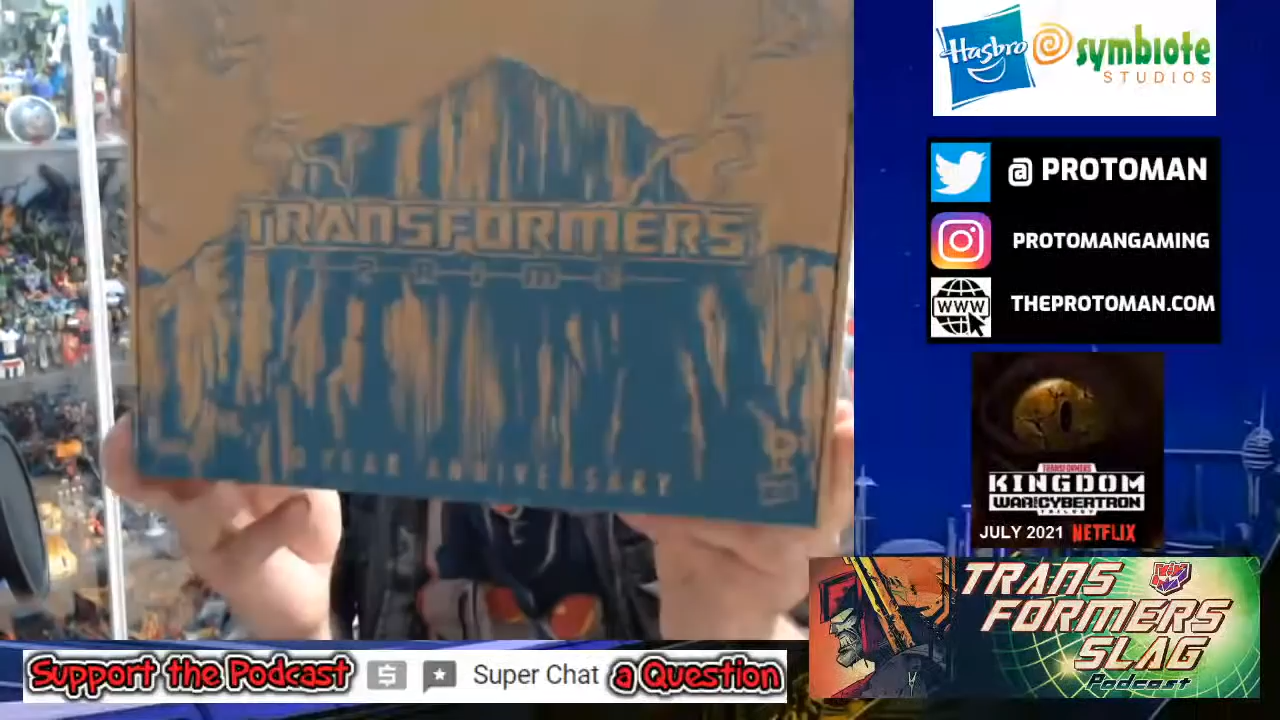 TRANSFORMERS
PRIME
YEAR ANNIVERSARY
Hasbro
symbiote
STUDIOS
@ PROTOMAN
PROTOMANGAMING
WWW
THEPROTOMAN.COM
TRANSFORMERS
KINGDOM
WAR FOR CYBERTRON
TRILOGY
JULY 2021 NETFLIX
TRANS
FORMERS
SLAG
Podcast
Support the Podcast $ Super Chat a Question